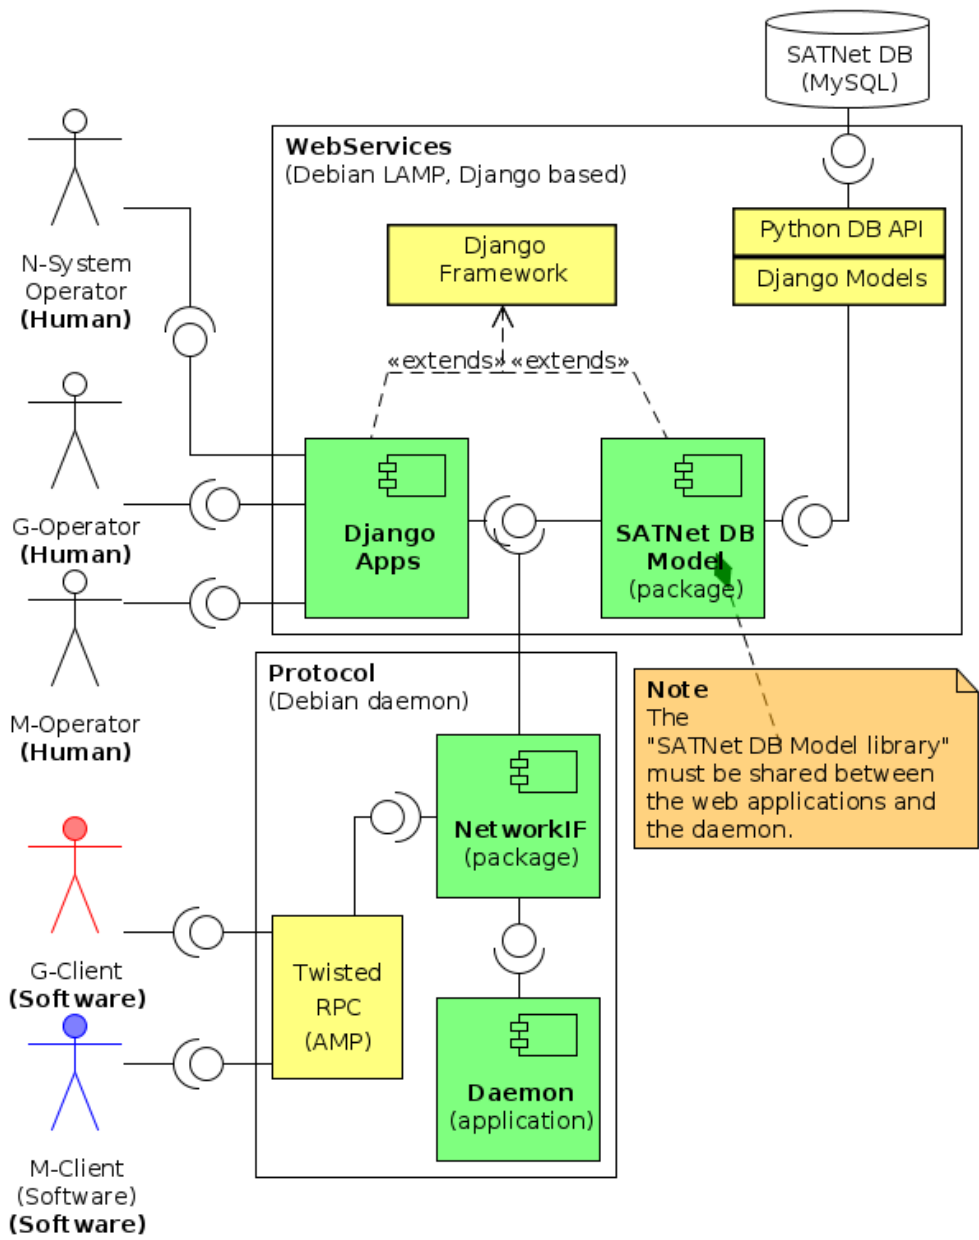 SATNet DB
(MySQL)
WebServices
(Debian LAMP, Django based)
Python DB API
Django Models
Django
Framework
N-System
Operator
(Human)
«extends»
«extends»
G-Operator
(Human)
Django
Apps
SATNet DB
Model
(package)
M-Operator
(Human)
Protocol
(Debian daemon)
Note
The
"SATNet DB Model library"
must be shared between
the web applications and
the daemon.
NetworkIF
(package)
G-Client
(Software)
Twisted
RPC
(AMP)
Daemon
(application)
M-Client
(Software)
(Software)